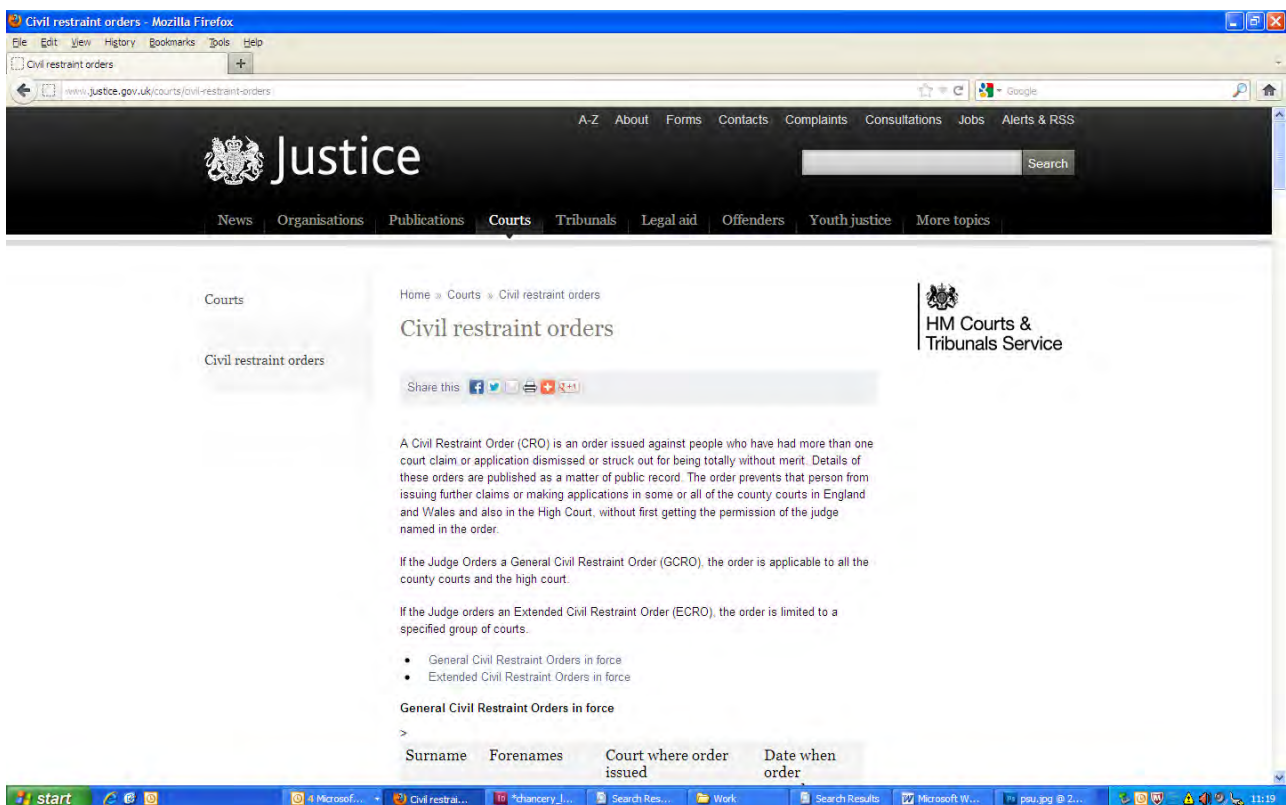 Civil restraint orders - Mozilla Firefox
File Edit View History Bookmarks Tools Help
Civil restraint orders +
www.justice.gov.uk/courts/civil-restraint-orders Google
A-Z About Forms Contacts Complaints Consultations Jobs Alerts & RSS
Justice
Search
News Organisations Publications Courts Tribunals Legal aid Offenders Youth justice More topics
Courts
Civil restraint orders
Home » Courts » Civil restraint orders
Civil restraint orders
HM Courts &
Tribunals Service
Share this
A Civil Restraint Order (CRO) is an order issued against people who have had more than one
court claim or application dismissed or struck out for being totally without merit. Details of
these orders are published as a matter of public record. The order prevents that person from
issuing further claims or making applications in some or all of the county courts in England
and Wales and also in the High Court, without first getting the permission of the judge
named in the order.
If the Judge Orders a General Civil Restraint Order (GCRO), the order is applicable to all the
county courts and the high court.
If the Judge orders an Extended Civil Restraint Order (ECRO), the order is limited to a
specified group of courts.
• General Civil Restraint Orders in force
• Extended Civil Restraint Orders in force
General Civil Restraint Orders in force
>
Surname Forenames Court where order Date when
issued order
start 4 Microsof... Civil restrai... *chancery_l... Search Res... Work Search Results Microsoft W... psu.jpg @ 2... 11:19